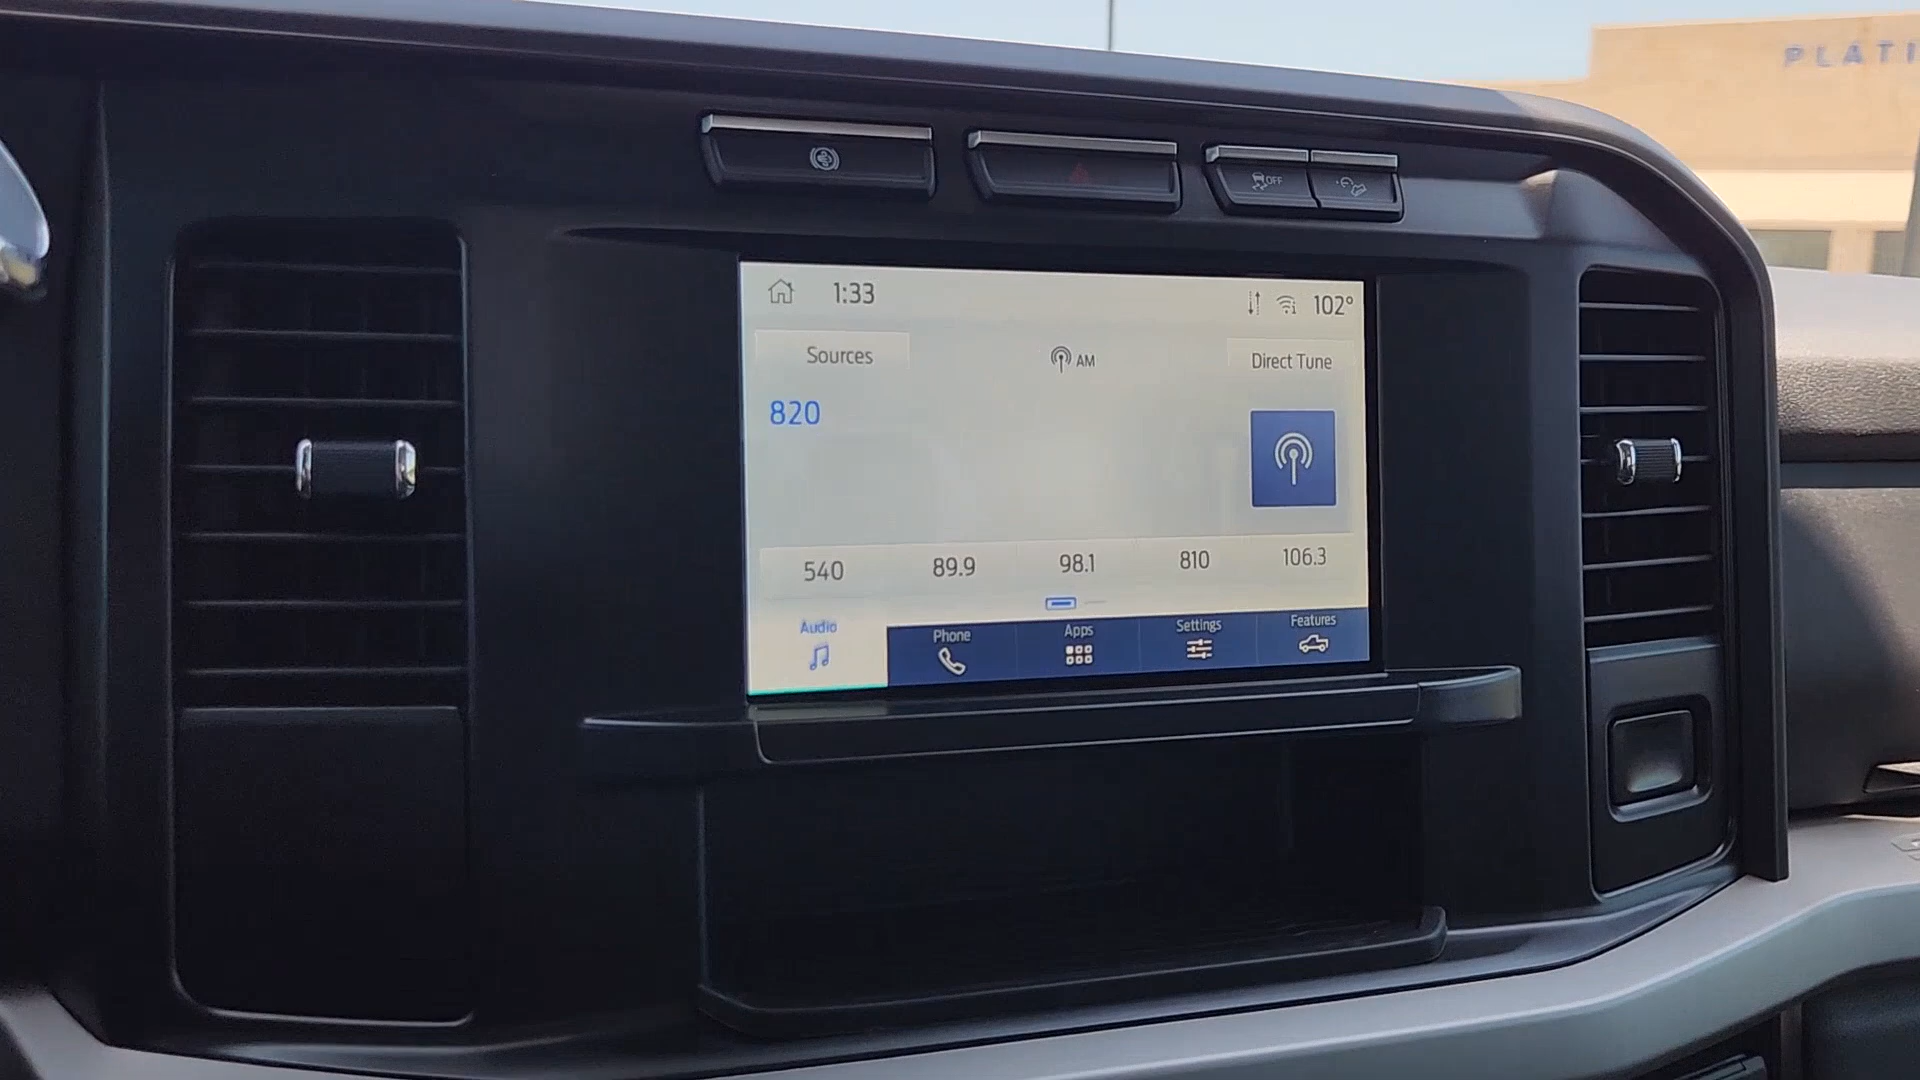 PLATI
OFF
1:33
102°
Sources
AM
Direct Tune
820
540 89.9 98.1 810 106.3
Audio
Phone
Apps
Settings
Features